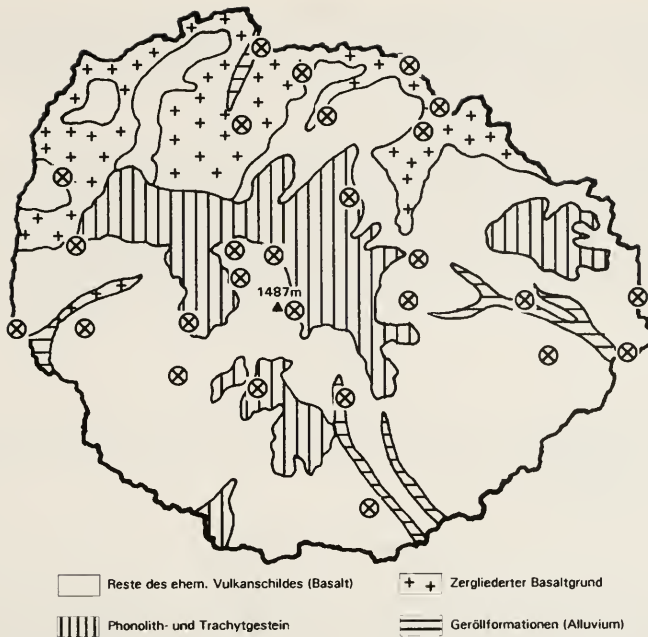 1487m
Reste des ehem. Vulkanschildes (Basalt)
Zergliederter Basaltgrund
Phonolith- und Trachytgestein
Geröllformationen (Alluvium)